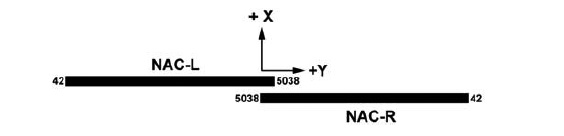 + X
NAC-L
+Y
42
5038
5038
42
NAC-R